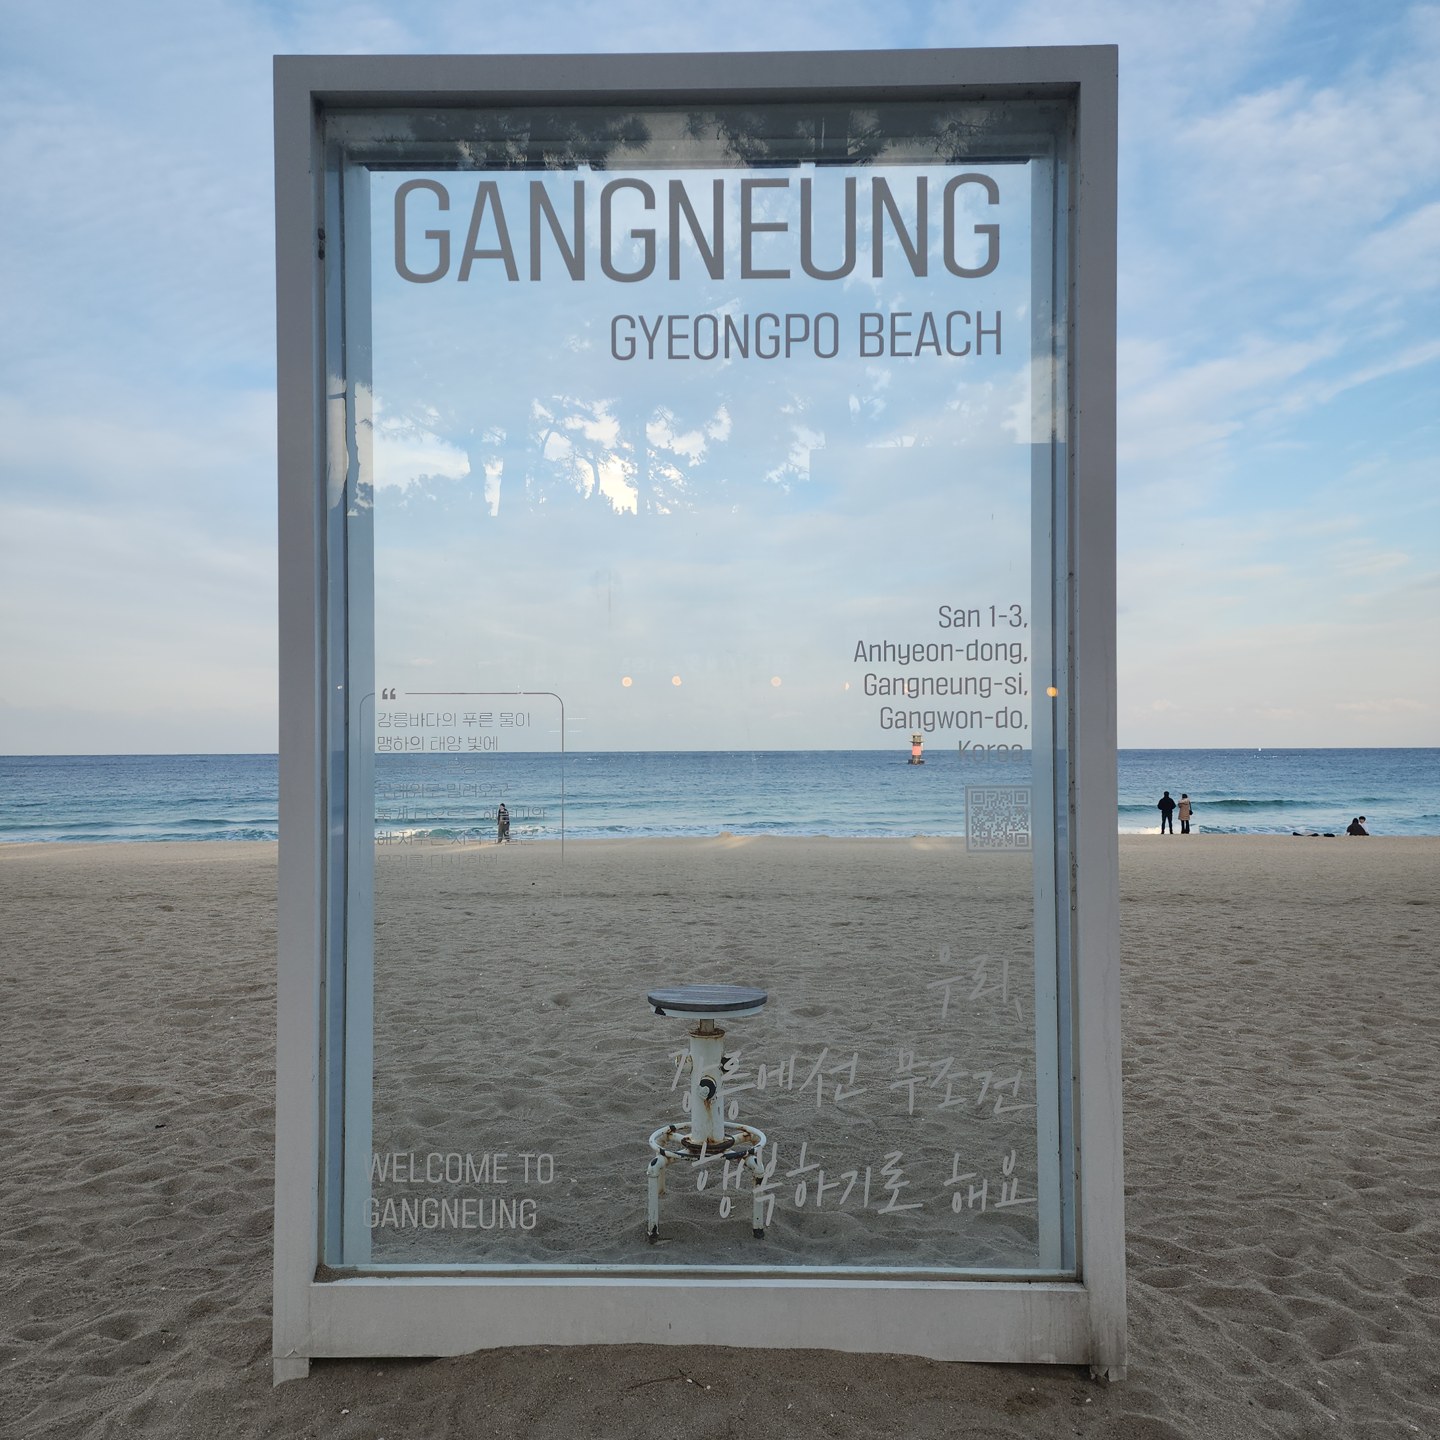 GANGNEUNG
GYEONGPO BEACH
San 1-3,
Anhyeon-dong,
Gangneung-si,
Gangwon-do,
Korea
“
강릉바다의 푸른 물이
맹하의 태양 빛에
우리,
강릉에선 무조건
행복하기로 해요
WELCOME TO
GANGNEUNG